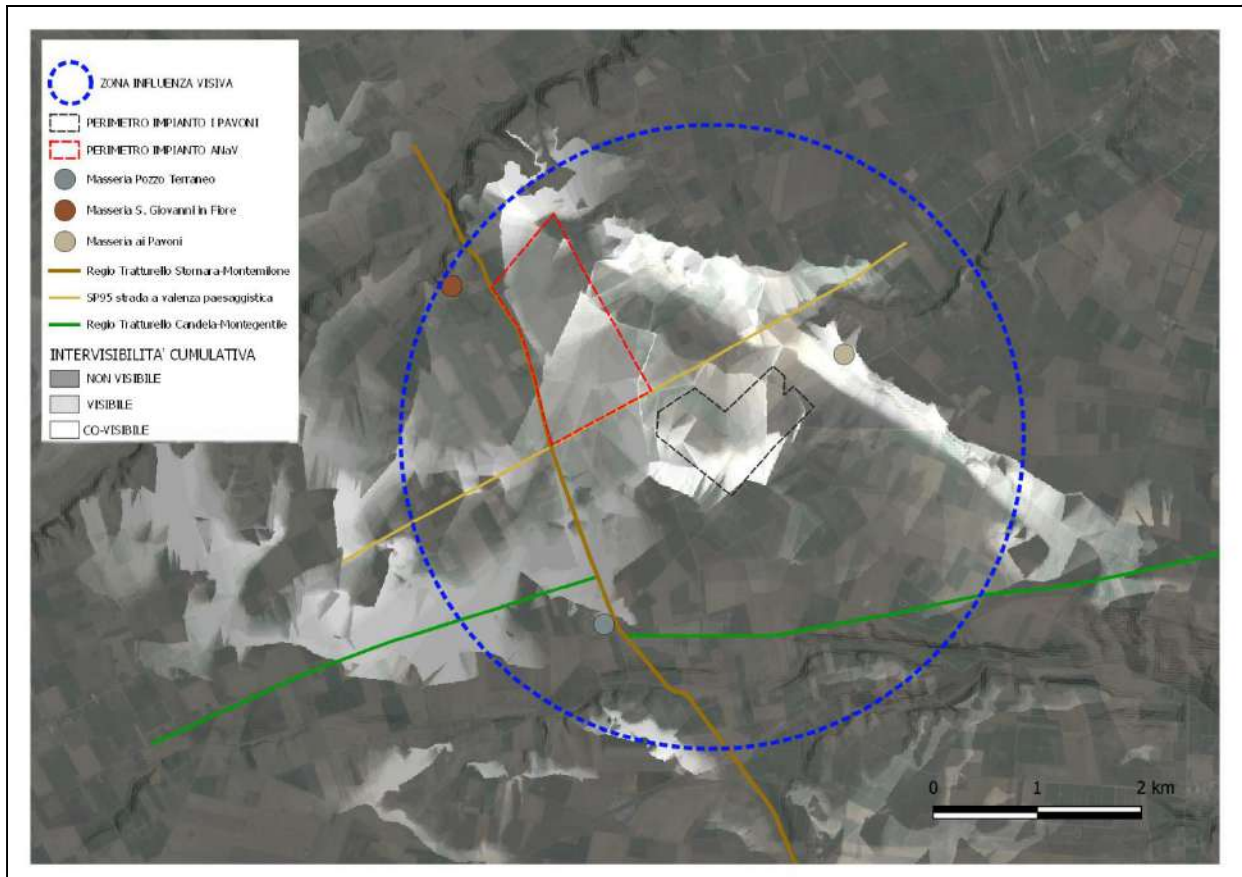 ZONA INFLUENZA VISIVA
PERIMETRO IMPIANTO I PAVONI
PERIMETRO IMPIANTO ANaV
Masseria Pozzo Terraneo
Masseria S. Giovanni in Fiore
Masseria ai Pavoni
Regio Tratturello Stornara-Montemilone
SP95 strada a valenza paesaggistica
Regio Tratturello Candela-Montegentile
INTERVISIBILITA' CUMULATIVA
NON VISIBILE
VISIBILE
CO-VISIBILE
0 1 2 km